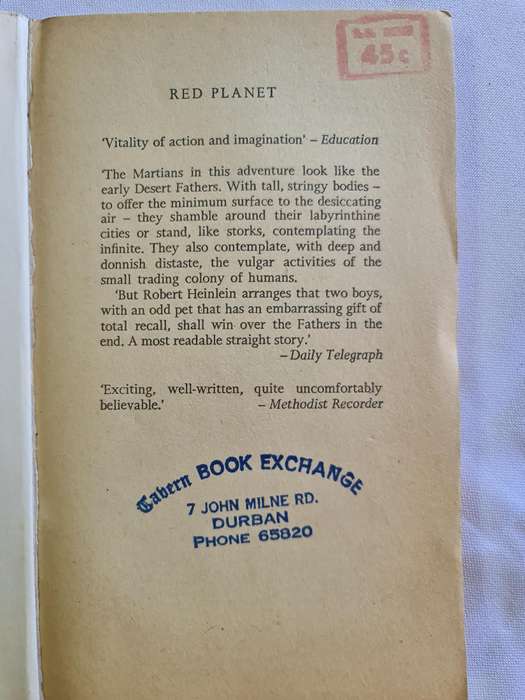 45c
RED PLANET
'Vitality of action and imagination' – Education
'The Martians in this adventure look like the
early Desert Fathers. With tall, stringy bodies –
to offer the minimum surface to the desiccating
air – they shamble around their labyrinthine
cities or stand, like storks, contemplating the
infinite. They also contemplate, with deep and
donnish distaste, the vulgar activities of the
small trading colony of humans.
'But Robert Heinlein arranges that two boys,
with an odd pet that has an embarrassing gift of
total recall, shall win over the Fathers in the
end. A most readable straight story.'
– Daily Telegraph
'Exciting, well-written, quite uncomfortably
believable.' – Methodist Recorder
Tavern BOOK EXCHANGE
7 JOHN MILNE RD.
DURBAN
PHONE 65820